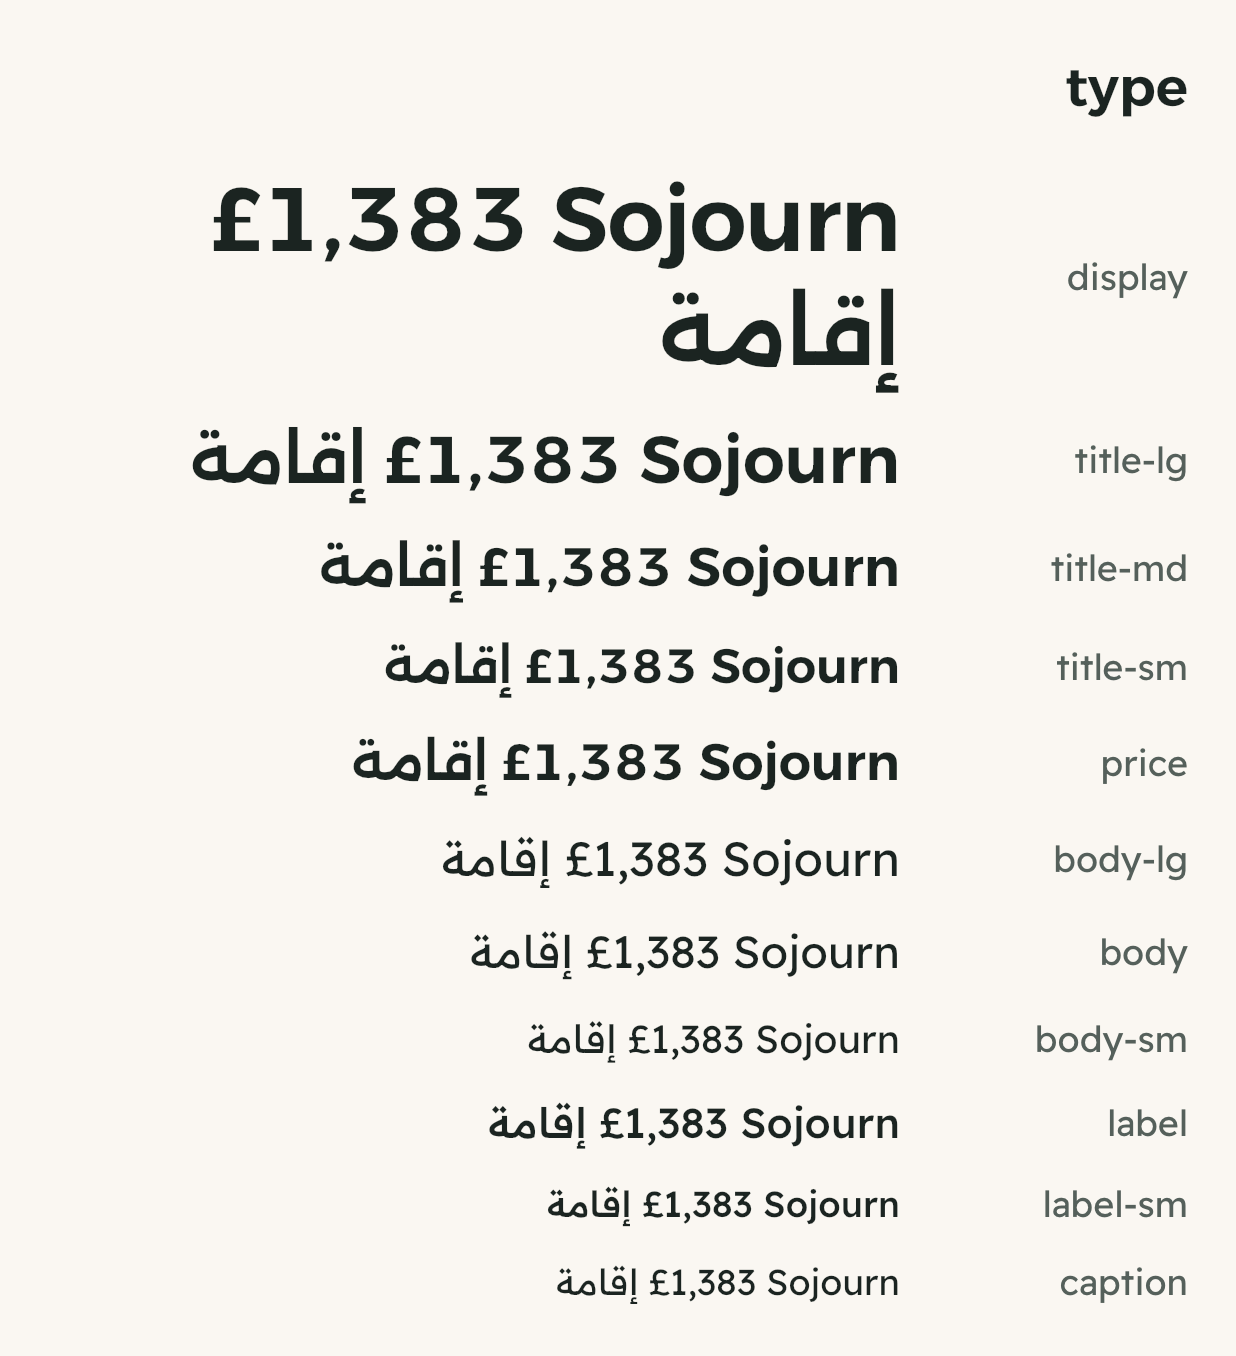 type
display
Sojourn £1,383
إقامة
title-lg
Sojourn £1,383 إقامة
title-md
Sojourn £1,383 إقامة
title-sm
Sojourn £1,383 إقامة
price
Sojourn £1,383 إقامة
body-lg
Sojourn £1,383 إقامة
body
Sojourn £1,383 إقامة
body-sm
Sojourn £1,383 إقامة
label
Sojourn £1,383 إقامة
label-sm
Sojourn £1,383 إقامة
caption
Sojourn £1,383 إقامة